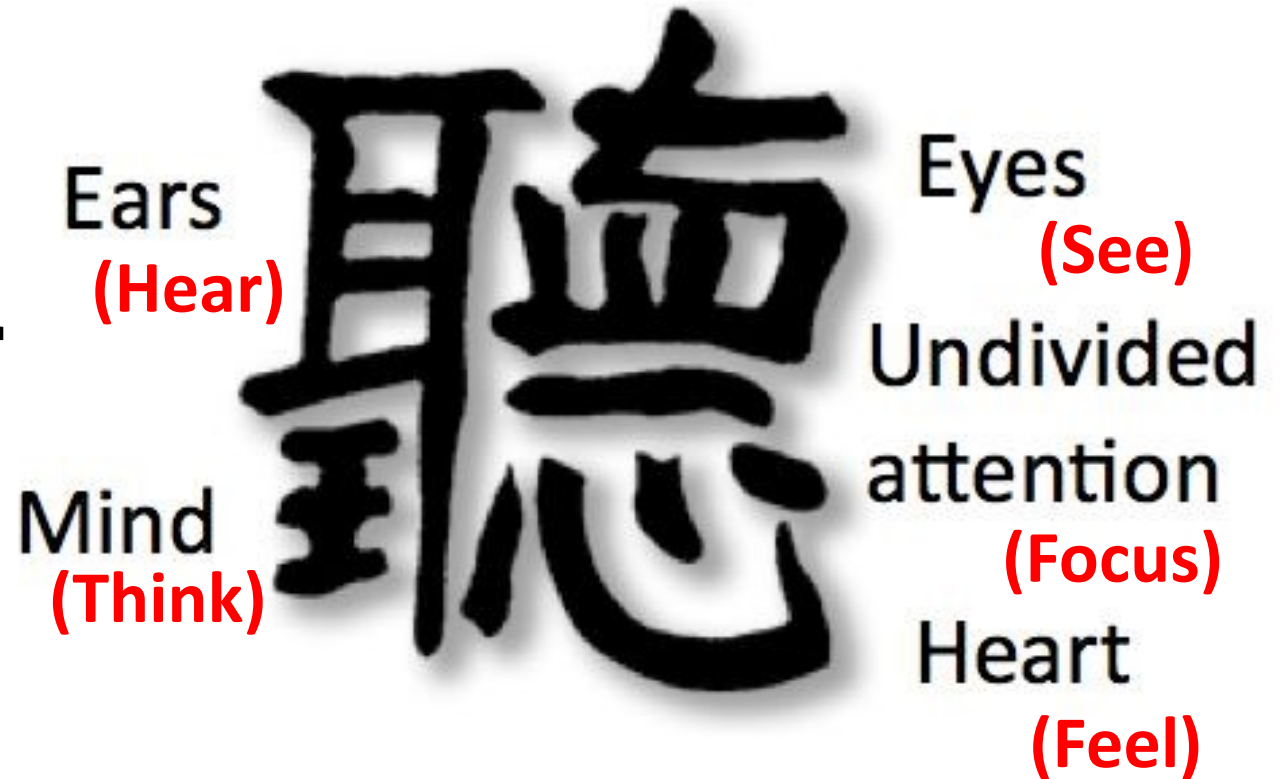 Ears
(Hear)
Mind
(Think)
聽
Eyes
(See)
Undivided
attention
(Focus)
Heart
(Feel)